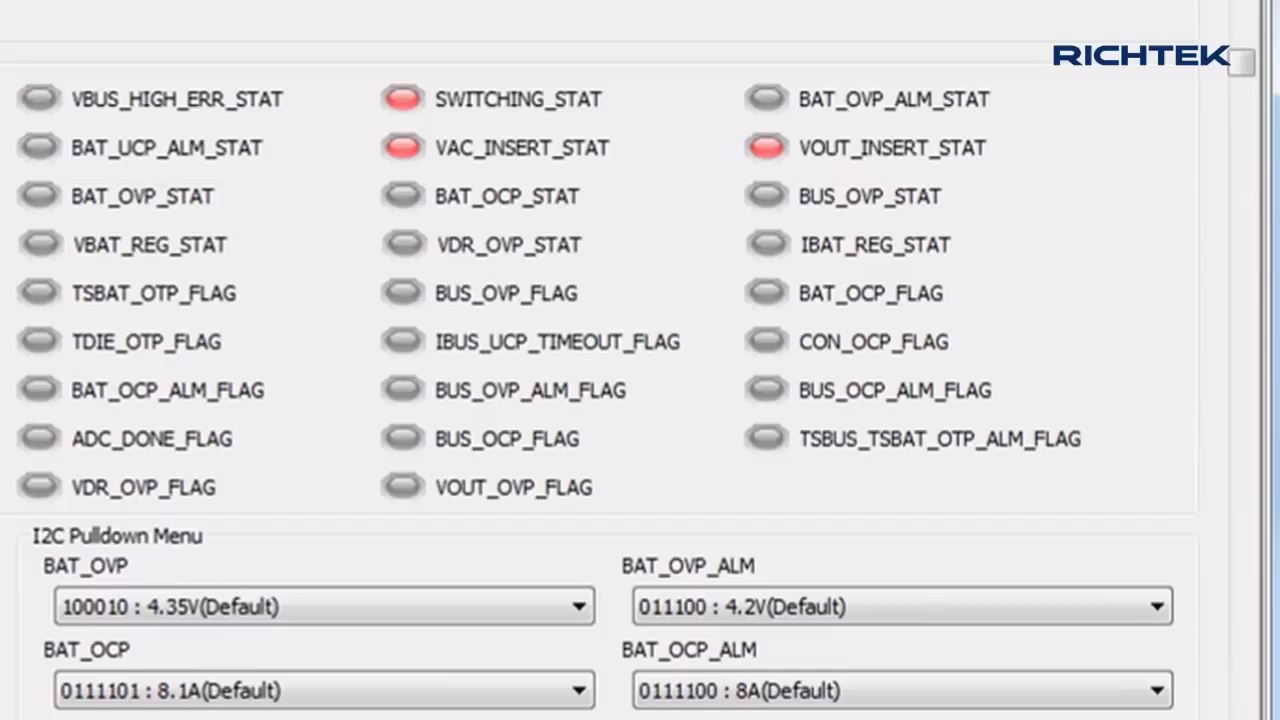 RICHTEK
VBUS_HIGH_ERR_STAT SWITCHING_STAT BAT_OVP_ALM_STAT
BAT_UCP_ALM_STAT VAC_INSERT_STAT VOUT_INSERT_STAT
BAT_OVP_STAT BAT_OCP_STAT BUS_OVP_STAT
VBAT_REG_STAT VDR_OVP_STAT IBAT_REG_STAT
TSBAT_OTP_FLAG BUS_OVP_FLAG BAT_OCP_FLAG
TDIE_OTP_FLAG IBUS_UCP_TIMEOUT_FLAG CON_OCP_FLAG
BAT_OCP_ALM_FLAG BUS_OVP_ALM_FLAG BUS_OCP_ALM_FLAG
ADC_DONE_FLAG BUS_OCP_FLAG TSBUS_TSBAT_OTP_ALM_FLAG
VDR_OVP_FLAG VOUT_OVP_FLAG
I2C Pulldown Menu
BAT_OVP BAT_OVP_ALM
100010 : 4.35V(Default) 011100 : 4.2V(Default)
BAT_OCP BAT_OCP_ALM
0111101 : 8.1A(Default) 0111100 : 8A(Default)